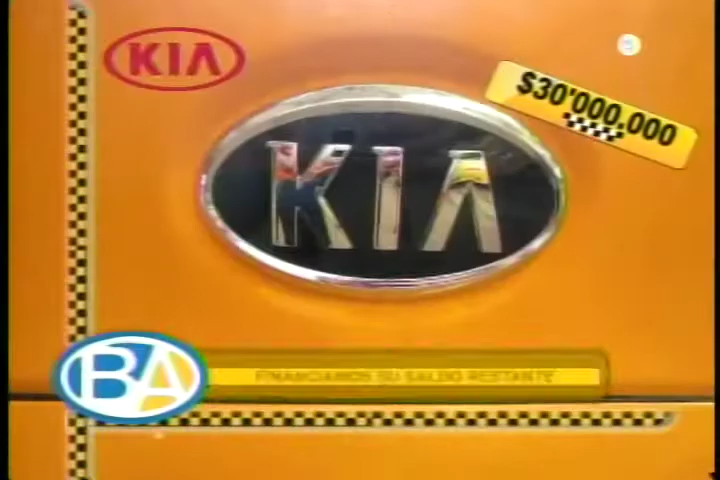 KIA
$30'000.000
KIA
BA
FINANCIAMOS SU SALDO RESTANTE